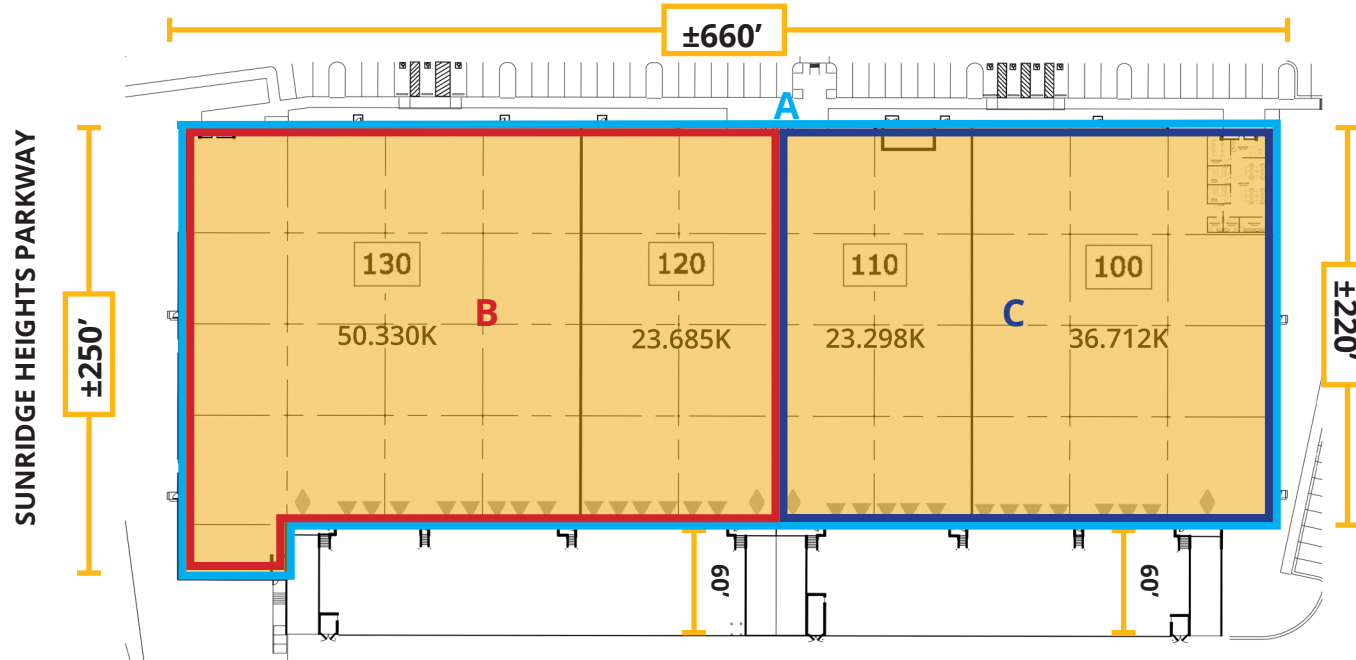 ±660’
A
SUNRIDGE HEIGHTS PARKWAY
±250’
±220’
130
120
110
100
B
C
50.330K
23.685K
23.298K
36.712K
60’
60’